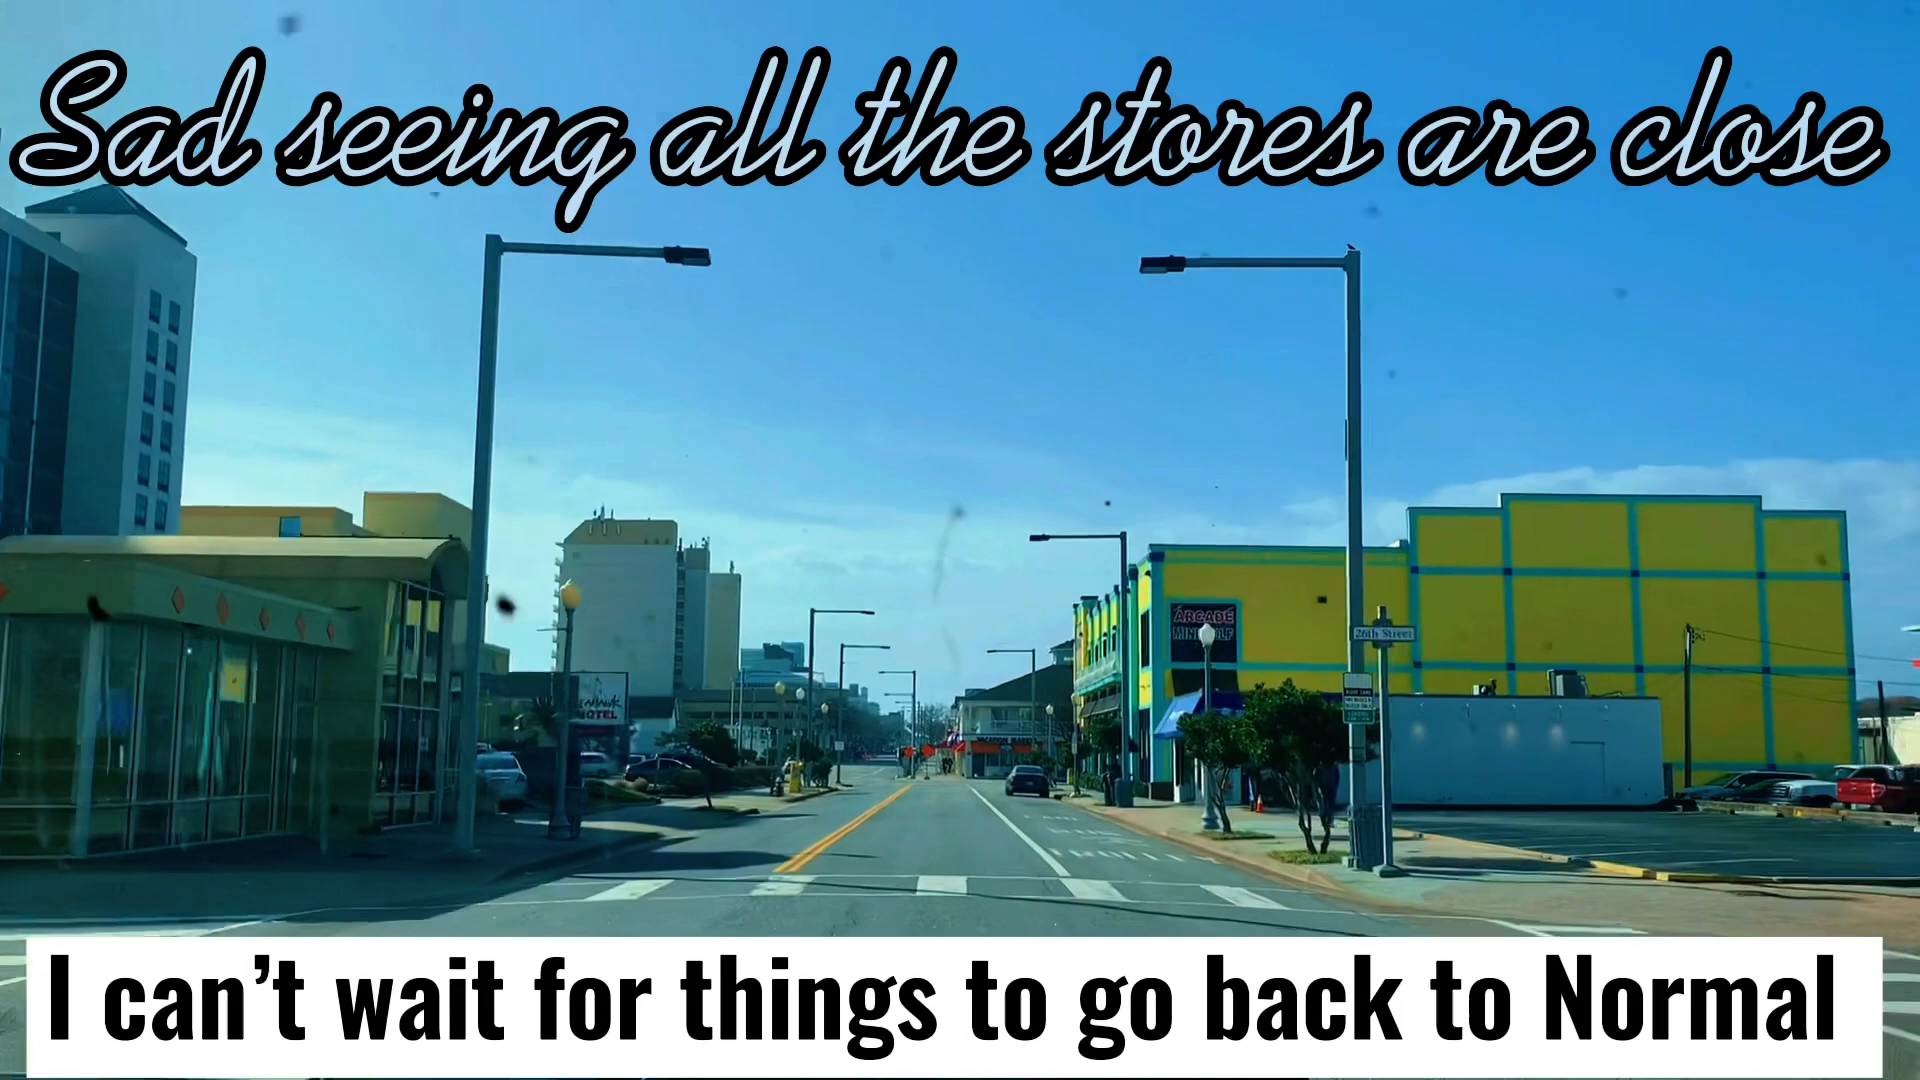 Sad seeing all the stores are close
ARCADE
26th Street
HOTEL
I can't wait for things to go back to Normal